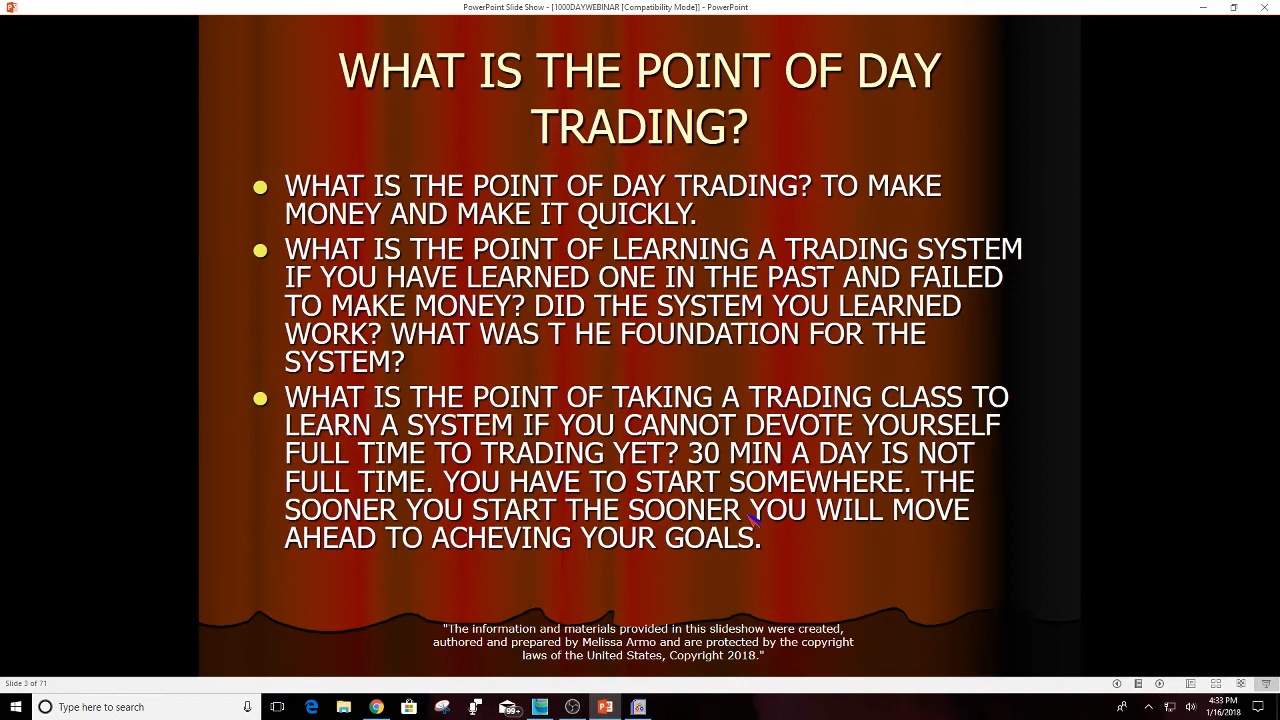 PowerPoint Slide Show - [1000DAYWEBINAR [Compatibility Mode]] - PowerPoint
WHAT IS THE POINT OF DAY
TRADING?
WHAT IS THE POINT OF DAY TRADING? TO MAKE
MONEY AND MAKE IT QUICKLY.
WHAT IS THE POINT OF LEARNING A TRADING SYSTEM
IF YOU HAVE LEARNED ONE IN THE PAST AND FAILED
TO MAKE MONEY? DID THE SYSTEM YOU LEARNED
WORK? WHAT WAS T HE FOUNDATION FOR THE
SYSTEM?
WHAT IS THE POINT OF TAKING A TRADING CLASS TO
LEARN A SYSTEM IF YOU CANNOT DEVOTE YOURSELF
FULL TIME TO TRADING YET? 30 MIN A DAY IS NOT
FULL TIME. YOU HAVE TO START SOMEWHERE. THE
SOONER YOU START THE SOONER YOU WILL MOVE
AHEAD TO ACHEVING YOUR GOALS.
"The information and materials provided in this slideshow were created,
authored and prepared by Melissa Armo and are protected by the copyright
laws of the United States, Copyright 2018."
Slide 3 of 71
Type here to search
99+
4:33 PM
1/16/2018